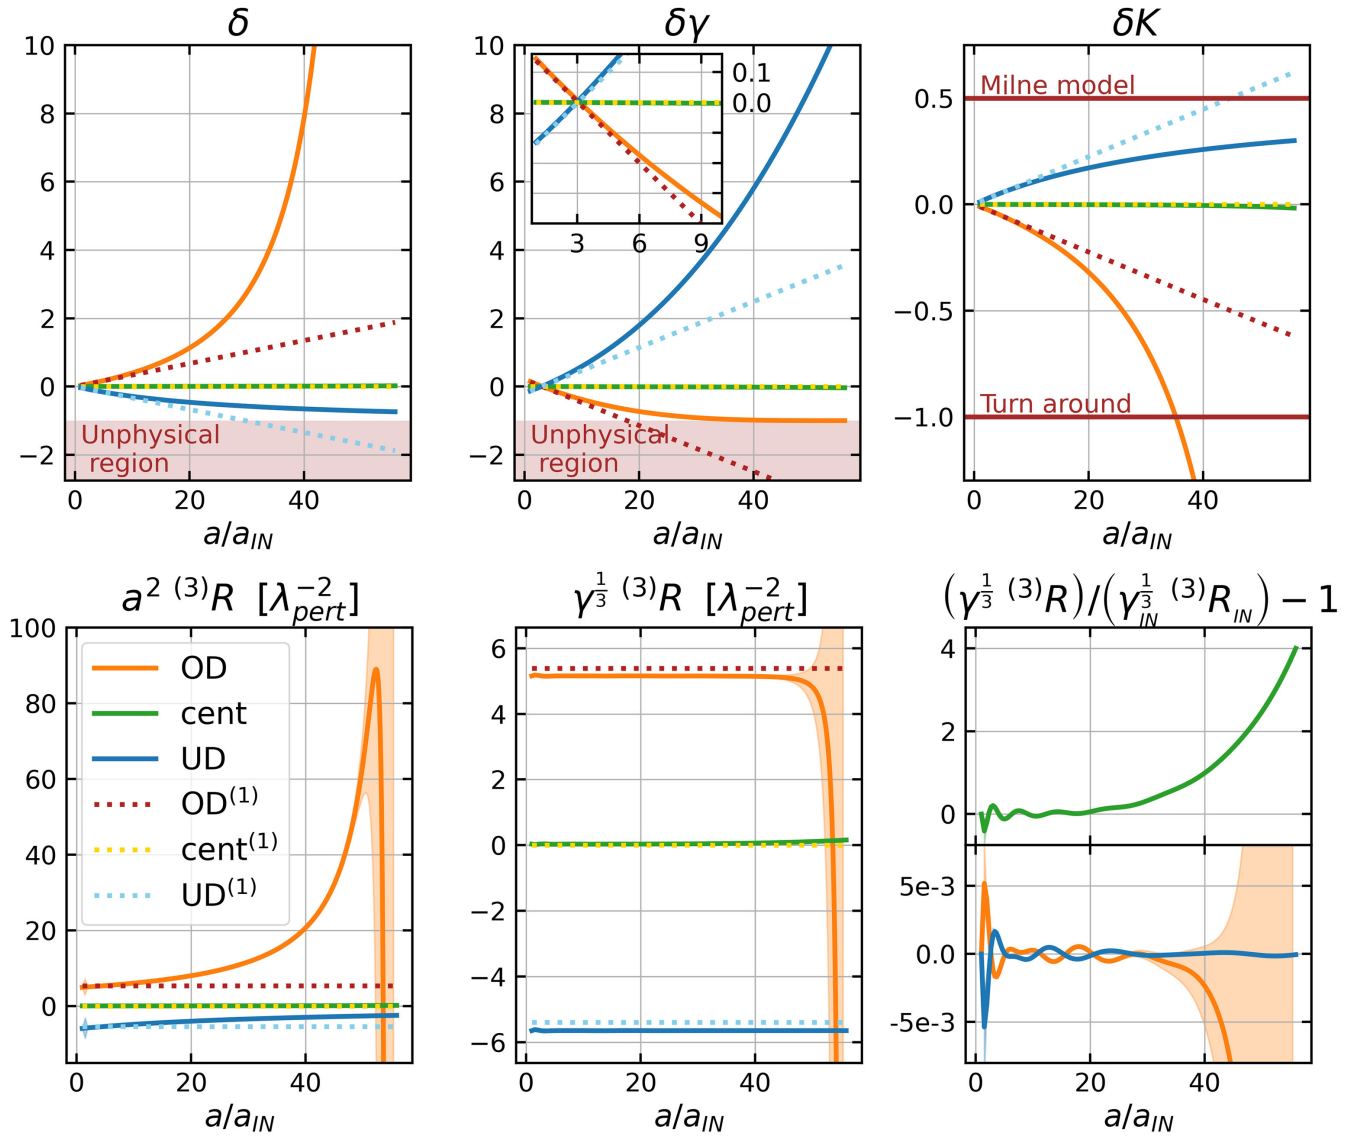 δ
10
8
6
4
2
0
−2
Unphysical
region
0
20
40
a/a_IN
δγ
10
8
6
4
2
0
−2
0.1
0.0
3
6
9
Unphysical
region
0
20
40
a/a_IN
δK
0.5
0.0
−0.5
−1.0
Milne model
Turn around
0
20
40
a/a_IN
a² ⁽³⁾R [λ_pert^−2]
100
80
60
40
20
0
OD
cent
UD
OD⁽¹⁾
cent⁽¹⁾
UD⁽¹⁾
0
20
40
a/a_IN
γ^{1/3} ⁽³⁾R [λ_pert^−2]
6
4
2
0
−2
−4
−6
0
20
40
a/a_IN
(γ^{1/3} ⁽³⁾R)/(γ_IN^{1/3} ⁽³⁾R_IN) − 1
4
2
0
5e-3
0.0
-5e-3
0
20
40
a/a_IN